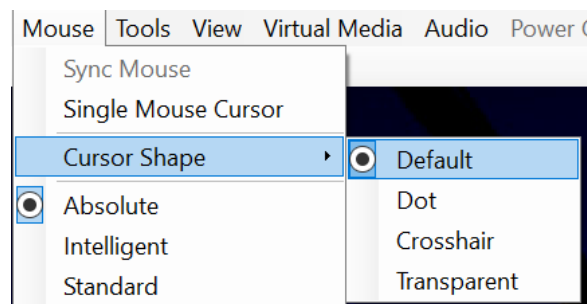 Mouse Tools View Virtual Media Audio Power
Sync Mouse
Single Mouse Cursor
Cursor Shape
Default
Absolute
Dot
Intelligent
Crosshair
Standard
Transparent